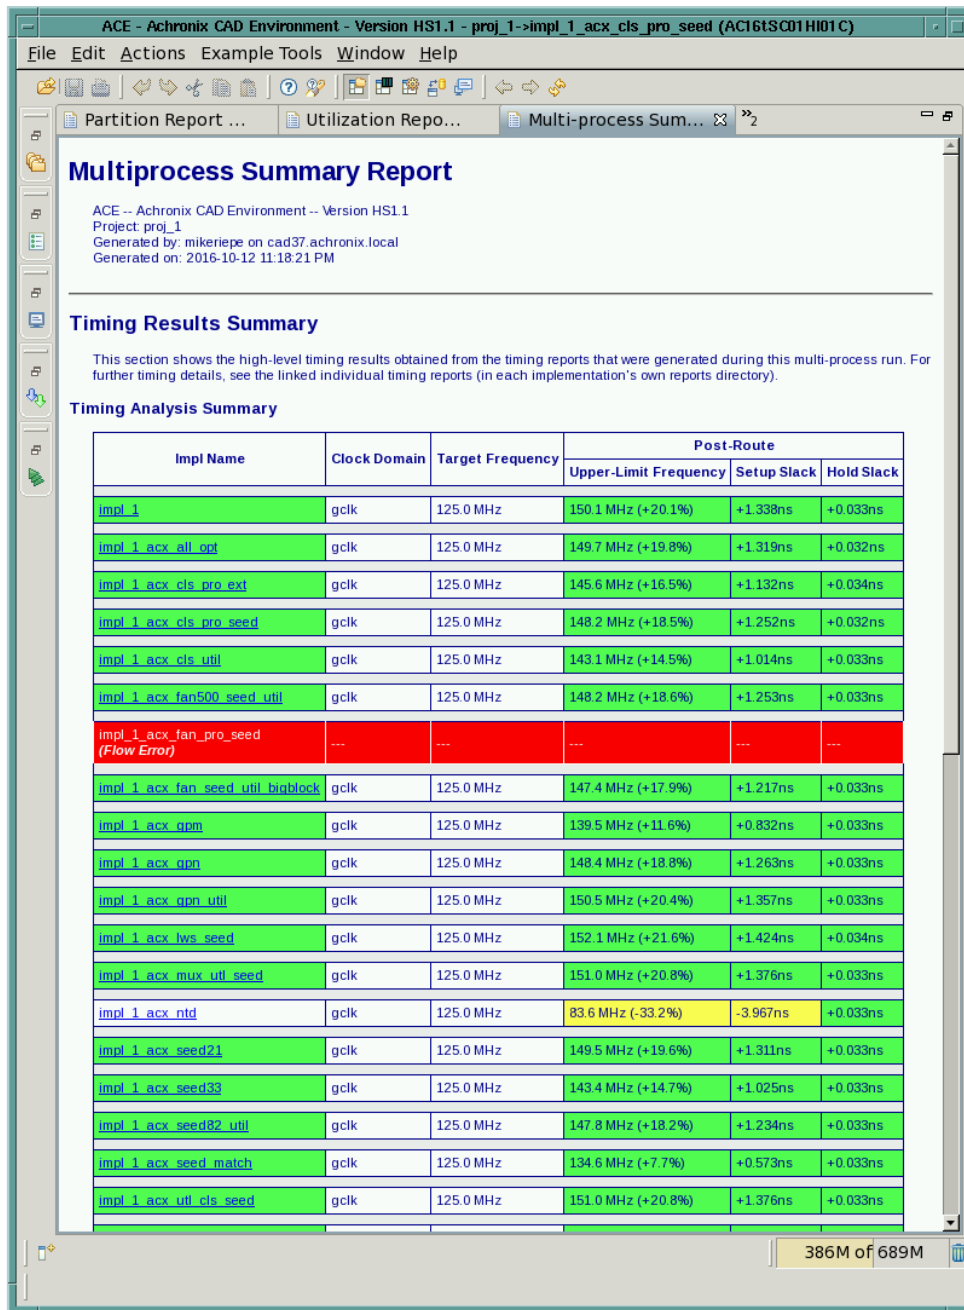 ACE - Achronix CAD Environment - Version HS1.1 - proj_1->impl_1_acx_cls_pro_seed (AC16tSC01HI01C)
File Edit Actions Example Tools Window Help
Partition Report ... Utilization Repo... Multi-process Sum... »2
Multiprocess Summary Report
ACE -- Achronix CAD Environment -- Version HS1.1
Project: proj_1
Generated by: mikeriepe on cad37.achronix.local
Generated on: 2016-10-12 11:18:21 PM
Timing Results Summary
This section shows the high-level timing results obtained from the timing reports that were generated during this multi-process run. For
further timing details, see the linked individual timing reports (in each implementation's own reports directory).
Timing Analysis Summary
Impl Name Clock Domain Target Frequency Post-Route
Upper-Limit Frequency Setup Slack Hold Slack
impl_1 gclk 125.0 MHz 150.1 MHz (+20.1%) +1.338ns +0.033ns
impl_1_acx_all_opt gclk 125.0 MHz 149.7 MHz (+19.8%) +1.319ns +0.032ns
impl_1_acx_cls_pro_ext gclk 125.0 MHz 145.6 MHz (+16.5%) +1.132ns +0.034ns
impl_1_acx_cls_pro_seed gclk 125.0 MHz 148.2 MHz (+18.5%) +1.252ns +0.032ns
impl_1_acx_cls_util gclk 125.0 MHz 143.1 MHz (+14.5%) +1.014ns +0.033ns
impl_1_acx_fan500_seed_util gclk 125.0 MHz 148.2 MHz (+18.6%) +1.253ns +0.033ns
impl_1_acx_fan_pro_seed
(Flow Error) --- --- --- --- ---
impl_1_acx_fan_seed_util_bigblock gclk 125.0 MHz 147.4 MHz (+17.9%) +1.217ns +0.033ns
impl_1_acx_gpm gclk 125.0 MHz 139.5 MHz (+11.6%) +0.832ns +0.033ns
impl_1_acx_gpn gclk 125.0 MHz 148.4 MHz (+18.8%) +1.263ns +0.033ns
impl_1_acx_gpn_util gclk 125.0 MHz 150.5 MHz (+20.4%) +1.357ns +0.033ns
impl_1_acx_lws_seed gclk 125.0 MHz 152.1 MHz (+21.6%) +1.424ns +0.034ns
impl_1_acx_mux_utl_seed gclk 125.0 MHz 151.0 MHz (+20.8%) +1.376ns +0.033ns
impl_1_acx_ntd gclk 125.0 MHz 83.6 MHz (-33.2%) -3.967ns +0.033ns
impl_1_acx_seed21 gclk 125.0 MHz 149.5 MHz (+19.6%) +1.311ns +0.033ns
impl_1_acx_seed33 gclk 125.0 MHz 143.4 MHz (+14.7%) +1.025ns +0.033ns
impl_1_acx_seed82_util gclk 125.0 MHz 147.8 MHz (+18.2%) +1.234ns +0.033ns
impl_1_acx_seed_match gclk 125.0 MHz 134.6 MHz (+7.7%) +0.573ns +0.033ns
impl_1_acx_utl_cls_seed gclk 125.0 MHz 151.0 MHz (+20.8%) +1.376ns +0.033ns
386M of 689M